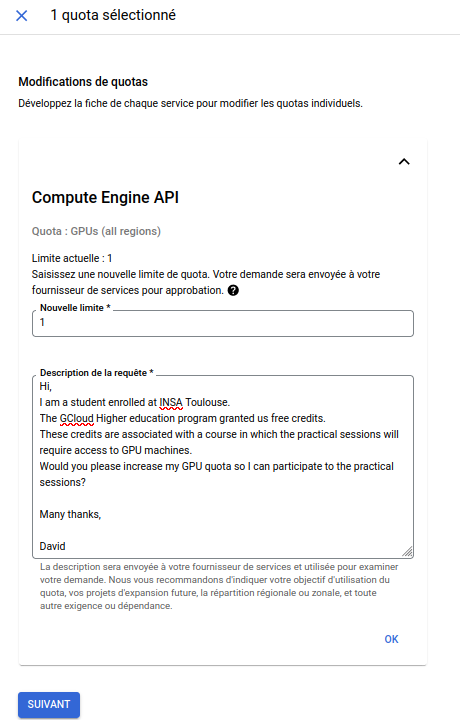 1 quota sélectionné
Modifications de quotas
Développez la fiche de chaque service pour modifier les quotas individuels.
Compute Engine API
Quota : GPUs (all regions)
Limite actuelle : 1
Saisissez une nouvelle limite de quota. Votre demande sera envoyée à votre
fournisseur de services pour approbation.
Nouvelle limite *
1
Description de la requête *
Hi,
I am a student enrolled at INSA Toulouse.
The GCloud Higher education program granted us free credits.
These credits are associated with a course in which the practical sessions will
require access to GPU machines.
Would you please increase my GPU quota so I can participate to the practical
sessions?
Many thanks,
David
La description sera envoyée à votre fournisseur de services et utilisée pour examiner
votre demande. Nous vous recommandons d'indiquer votre objectif d'utilisation du
quota, vos projets d'expansion future, la répartition régionale ou zonale, et toute
autre exigence ou dépendance.
OK
SUIVANT